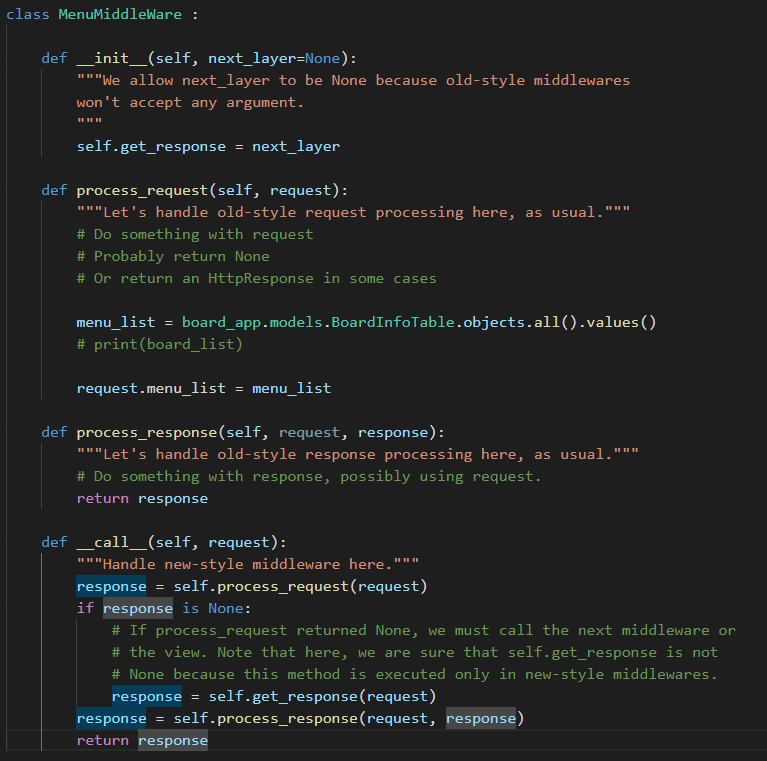 class MenuMiddleWare :
def __init__(self, next_layer=None):
"""We allow next_layer to be None because old-style middlewares
won't accept any argument.
"""
self.get_response = next_layer
def process_request(self, request):
"""Let's handle old-style request processing here, as usual."""
# Do something with request
# Probably return None
# Or return an HttpResponse in some cases
menu_list = board_app.models.BoardInfoTable.objects.all().values()
# print(board_list)
request.menu_list = menu_list
def process_response(self, request, response):
"""Let's handle old-style response processing here, as usual."""
# Do something with response, possibly using request.
return response
def __call__(self, request):
"""Handle new-style middleware here."""
response = self.process_request(request)
if response is None:
# If process_request returned None, we must call the next middleware or
# the view. Note that here, we are sure that self.get_response is not
# None because this method is executed only in new-style middlewares.
response = self.get_response(request)
response = self.process_response(request, response)
return response